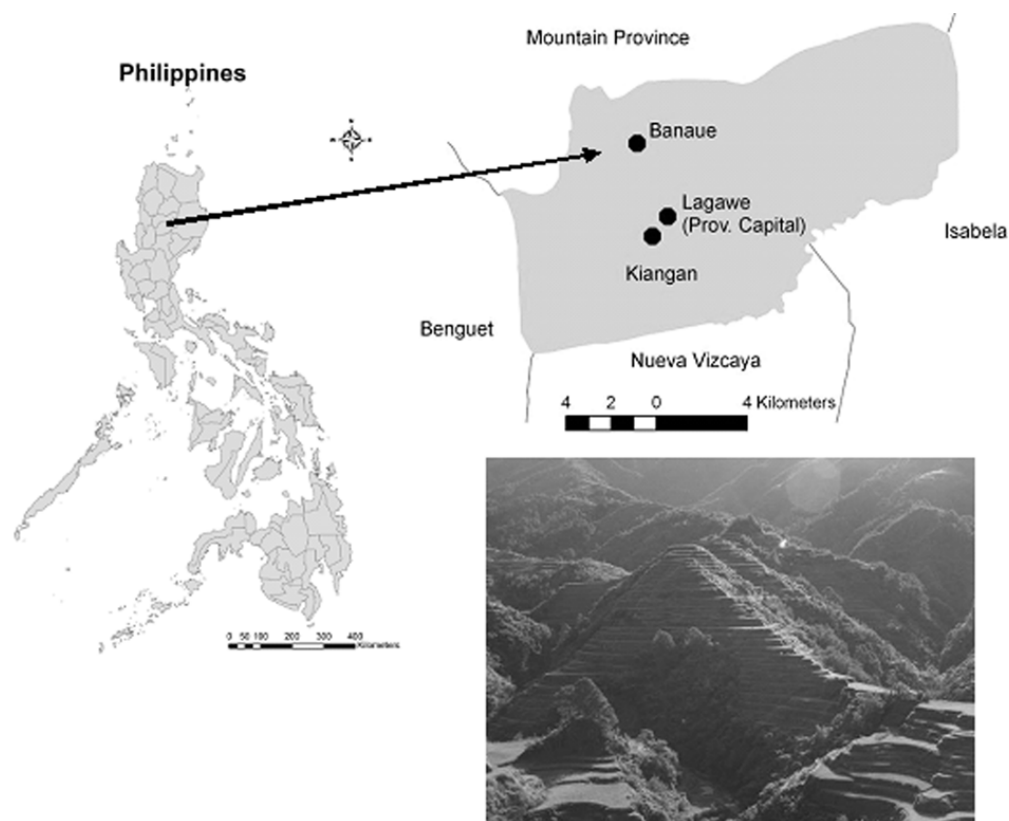 Philippines
Mountain Province
Banaue
Lagawe
(Prov. Capital)
Kiangan
Isabela
Benguet
Nueva Vizcaya
4 2 0 4 Kilometers
0 50 100 200 300 400
Kilometers